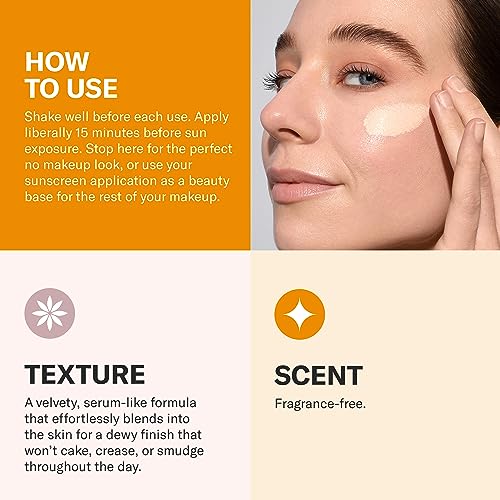 HOW
TO USE
Shake well before each use. Apply
liberally 15 minutes before sun
exposure. Stop here for the perfect
no makeup look, or use your
sunscreen application as a beauty
base for the rest of your makeup.
TEXTURE
A velvety, serum-like formula
that effortlessly blends into
the skin for a dewy finish that
won't cake, crease, or smudge
throughout the day.
SCENT
Fragrance-free.